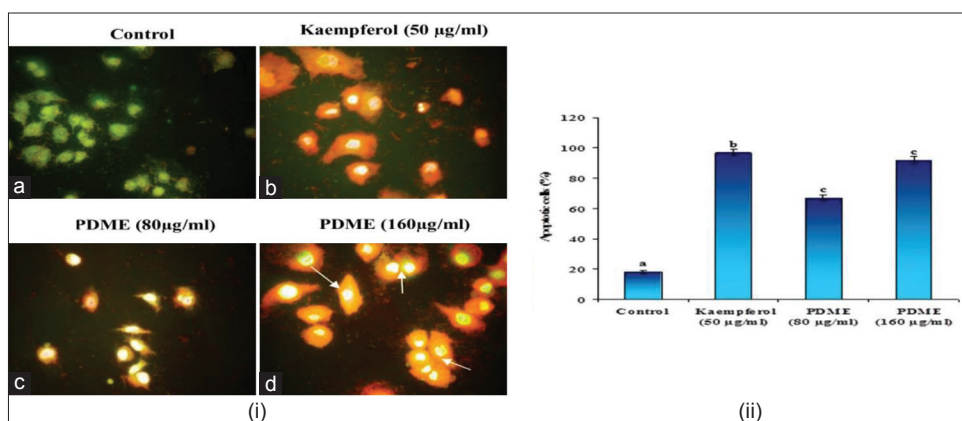 Control
Kaempferol (50 µg/ml)
a
b
PDME (80µg/ml)
PDME (160µg/ml)
c
d
(i)
120
100
80
60
40
20
0
Apoptotic cells (%)
a
b
c
c
Control
Kaempferol
(50 µg/ml)
PDME
(80 µg/ml)
PDME
(160 µg/ml)
(ii)